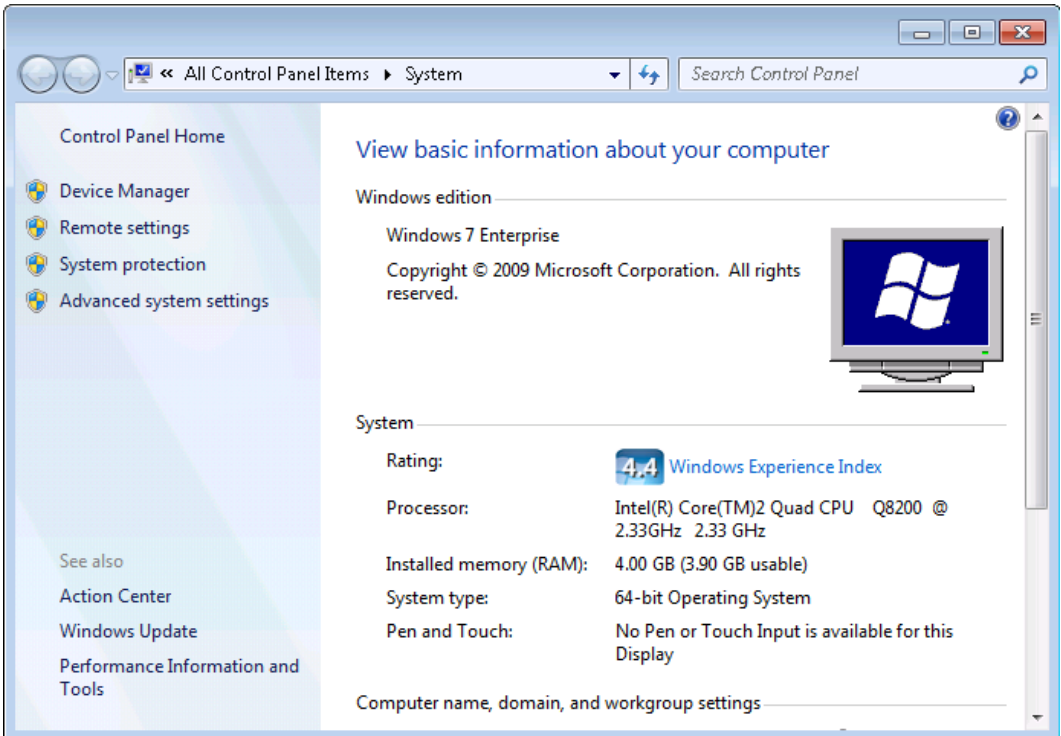 « All Control Panel Items ▸ System
Search Control Panel
Control Panel Home
Device Manager
Remote settings
System protection
Advanced system settings
See also
Action Center
Windows Update
Performance Information and
Tools
View basic information about your computer
Windows edition
Windows 7 Enterprise
Copyright © 2009 Microsoft Corporation.  All rights
reserved.
System
Rating:
4.4 Windows Experience Index
Processor:
Intel(R) Core(TM)2 Quad CPU    Q8200  @
2.33GHz  2.33 GHz
Installed memory (RAM):
4.00 GB (3.90 GB usable)
System type:
64-bit Operating System
Pen and Touch:
No Pen or Touch Input is available for this
Display
Computer name, domain, and workgroup settings